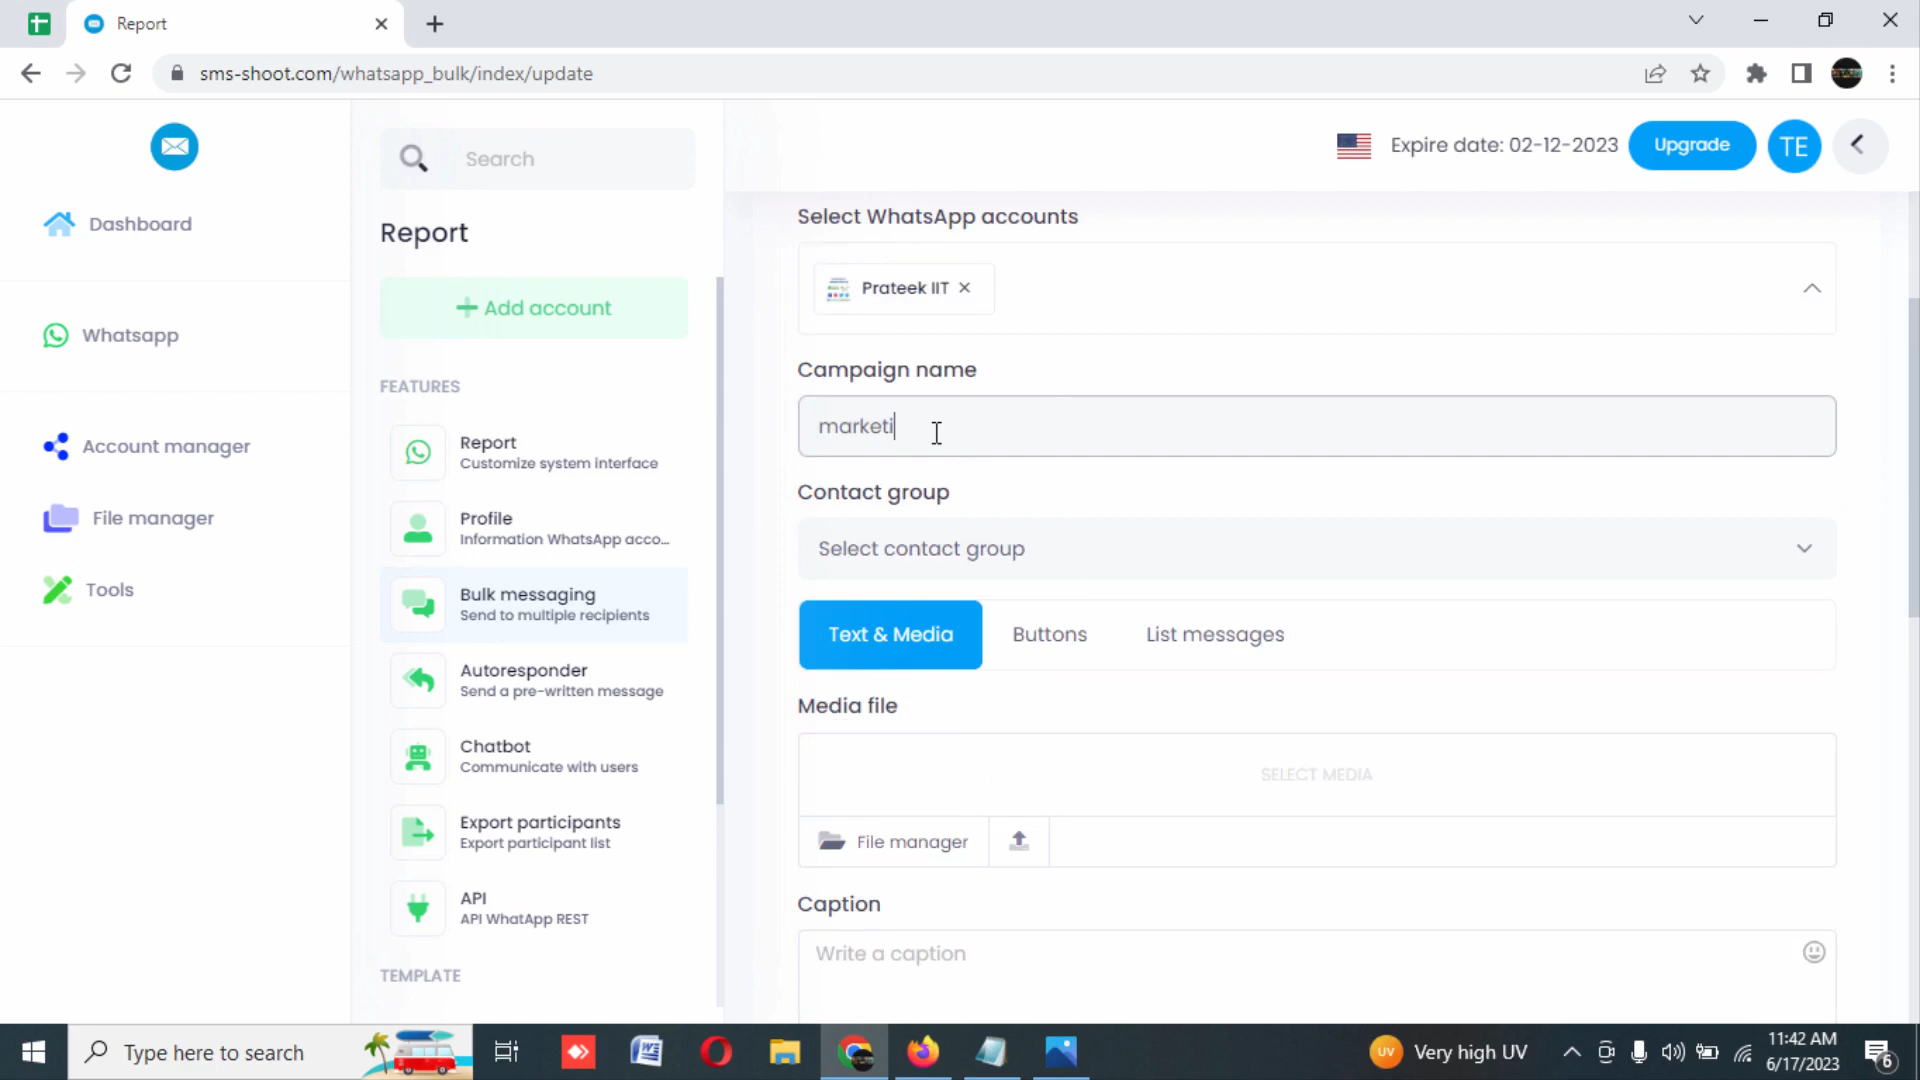 Report
sms-shoot.com/whatsapp_bulk/index/update
Search
Expire date: 02-12-2023
Upgrade
TE
Dashboard
Whatsapp
Account manager
File manager
Tools
Report
Add account
FEATURES
Report
Customize system interface
Profile
Information WhatsApp acco...
Bulk messaging
Send to multiple recipients
Autoresponder
Send a pre-written message
Chatbot
Communicate with users
Export participants
Export participant list
API
API WhatApp REST
TEMPLATE
Select WhatsApp accounts
Prateek IIT
Campaign name
marketi
Contact group
Select contact group
Text & Media
Buttons
List messages
Media file
SELECT MEDIA
File manager
Caption
Write a caption
Type here to search
UV
Very high UV
11:42 AM
6/17/2023
6